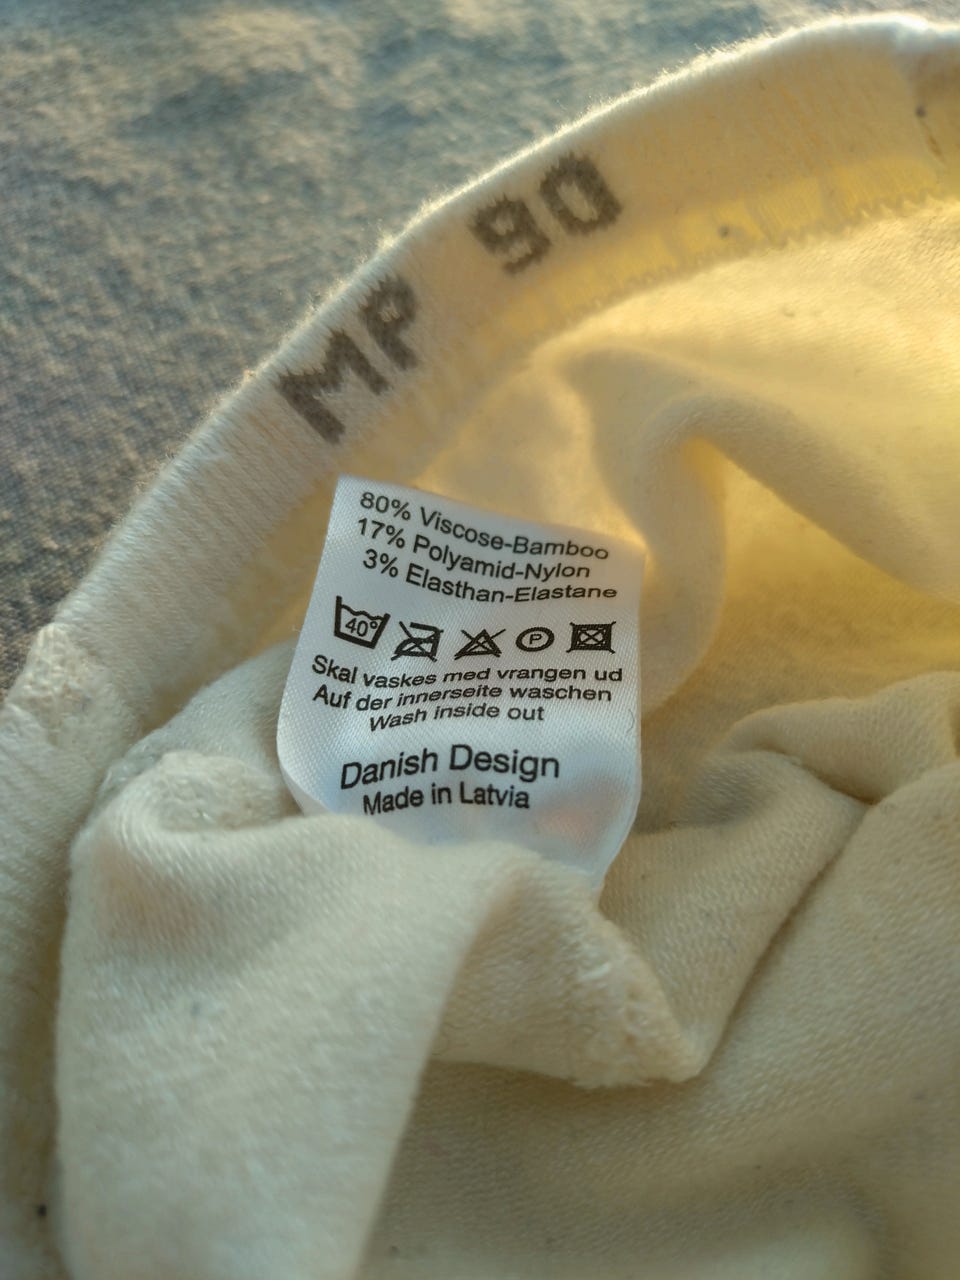 MP 90
80% Viscose-Bamboo
17% Polyamid-Nylon
3% Elasthan-Elastane
40° P
Skal vaskes med vrangen ud
Auf der innerseite waschen
Wash inside out
Danish Design
Made in Latvia